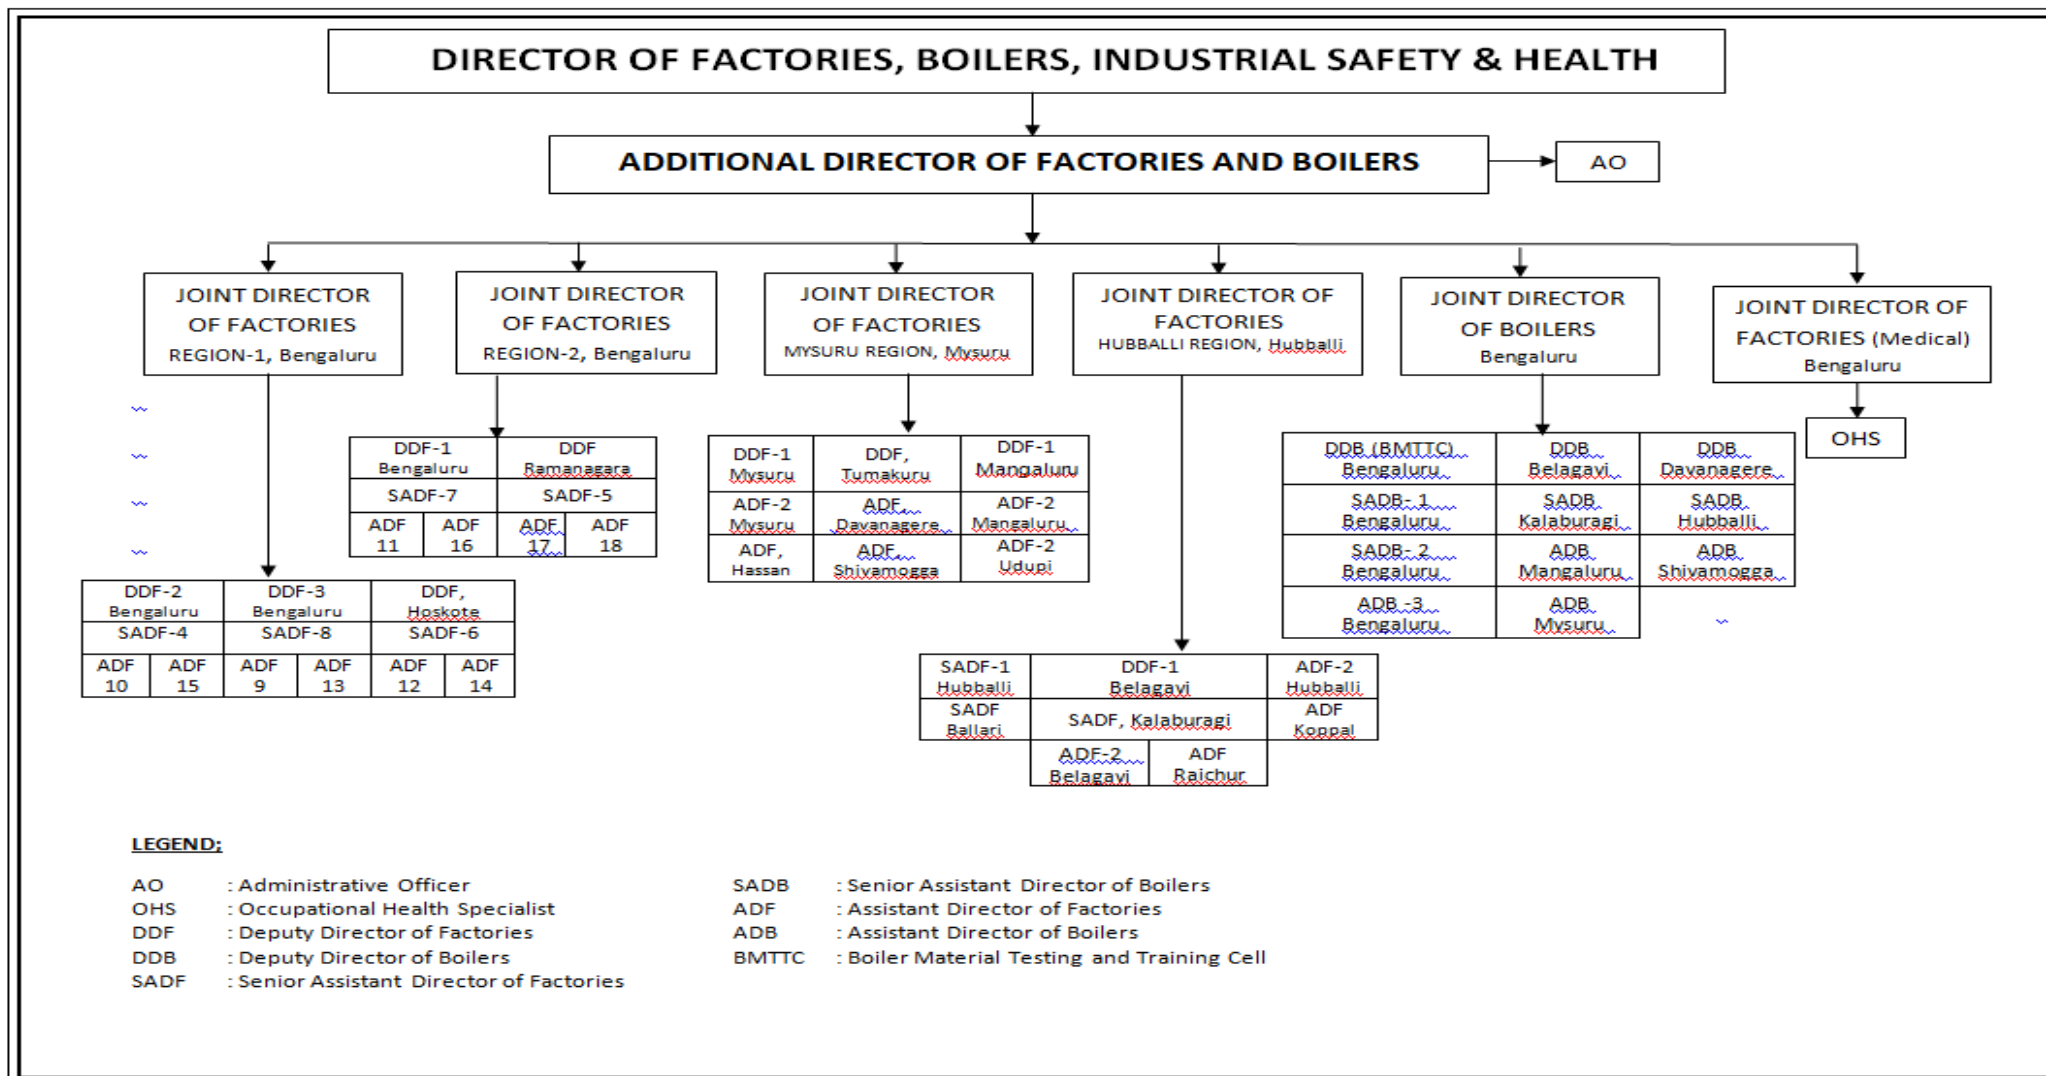 DIRECTOR OF FACTORIES, BOILERS, INDUSTRIAL SAFETY & HEALTH
ADDITIONAL DIRECTOR OF FACTORIES AND BOILERS
AO
JOINT DIRECTOR
OF FACTORIES
REGION-1, Bengaluru
JOINT DIRECTOR
OF FACTORIES
REGION-2, Bengaluru
JOINT DIRECTOR
OF FACTORIES
MYSURU REGION, Mysuru
JOINT DIRECTOR OF
FACTORIES
HUBBALLI REGION, Hubballi
JOINT DIRECTOR
OF BOILERS
Bengaluru
JOINT DIRECTOR OF
FACTORIES (Medical)
Bengaluru
OHS
DDF-2
Bengaluru
DDF-3
Bengaluru
DDF,
Hoskote
SADF-4
SADF-8
SADF-6
ADF
10
ADF
15
ADF
9
ADF
13
ADF
12
ADF
14
DDF-1
Bengaluru
DDF
Ramanagara
SADF-7
SADF-5
ADF
11
ADF
16
ADF
17
ADF
18
DDF-1
Mysuru
DDF,
Tumakuru
DDF-1
Mangaluru
ADF-2
Mysuru
ADF,
Davanagere
ADF-2
Mangaluru
ADF,
Hassan
ADF,
Shivamogga
ADF-2
Udupi
SADF-1
Hubballi
DDF-1
Belagavi
ADF-2
Hubballi
SADF
Ballari
SADF, Kalaburagi
ADF
Koppal
ADF-2
Belagavi
ADF
Raichur
DDB (BMTTC)
Bengaluru
DDB
Belagavi
DDB
Davanagere
SADB- 1
Bengaluru
SADB
Kalaburagi
SADB
Hubballi
SADB- 2
Bengaluru
ADB
Mangaluru
ADB
Shivamogga
ADB -3
Bengaluru
ADB
Mysuru
LEGEND;
AO : Administrative Officer
OHS : Occupational Health Specialist
DDF : Deputy Director of Factories
DDB : Deputy Director of Boilers
SADF : Senior Assistant Director of Factories
SADB : Senior Assistant Director of Boilers
ADF : Assistant Director of Factories
ADB : Assistant Director of Boilers
BMTTC : Boiler Material Testing and Training Cell